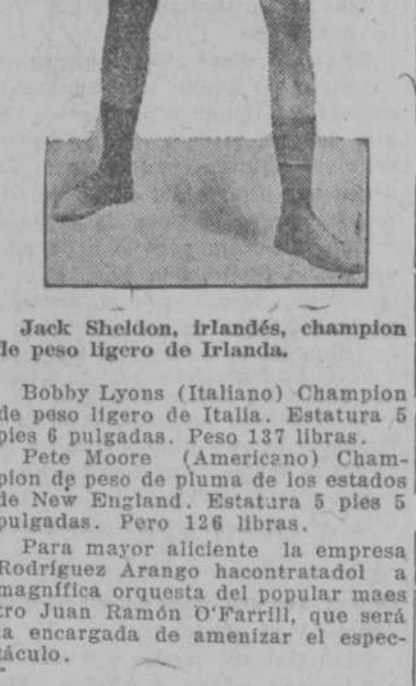 Jack Sheldon, irlandés, champion
de peso ligero de Irlanda.
Bobby Lyons (Italiano) Champion
de peso ligero de Italia. Estatura 5
pies 6 pulgadas. Peso 137 libras.
Pete Moore (Americano) Cham-
pion de peso de pluma de los estados
de New England. Estatura 5 pies 5
pulgadas. Pero 126 libras.
Para mayor aliciente la empresa
Rodríguez Arango hacontratadol a
magnífica orquesta del popular maes
tro Juan Ramón O'Farrill, que será
la encargada de amenizar el espec-
táculo.